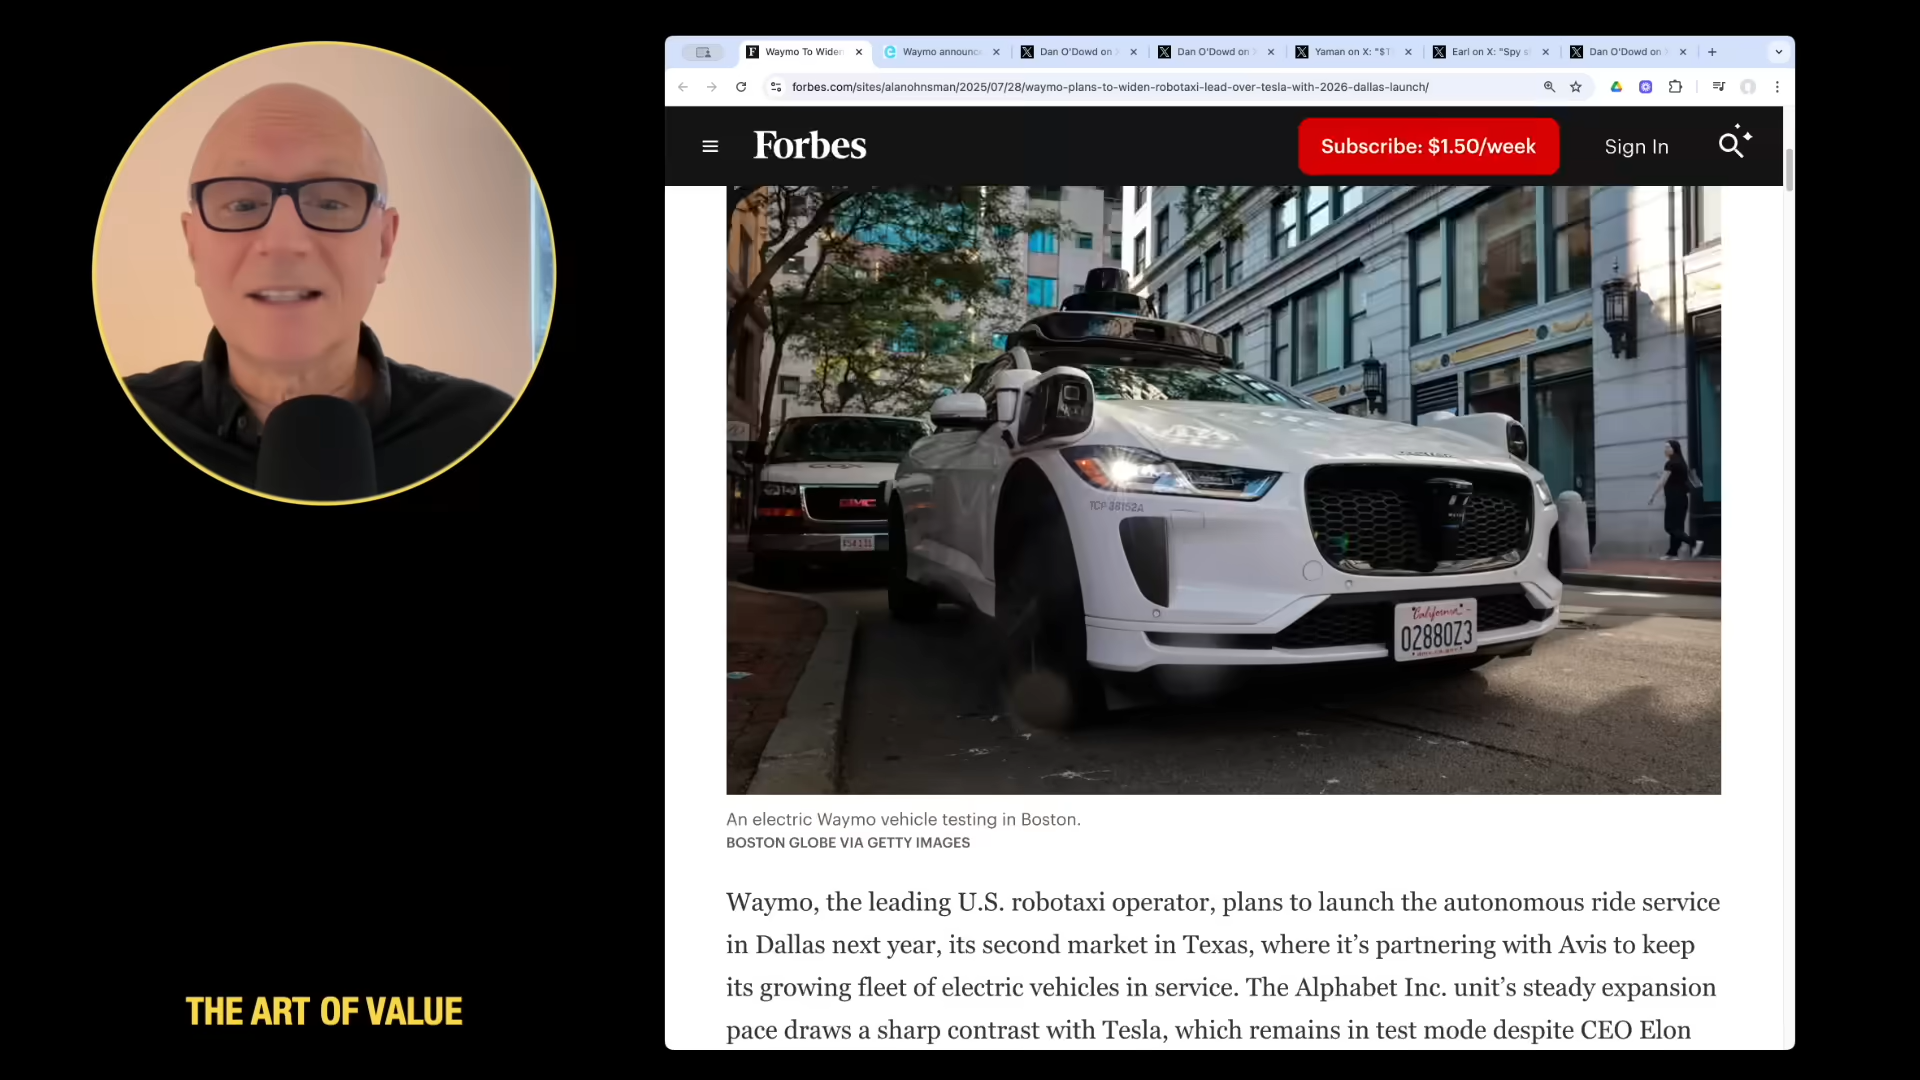 Waymo To Widen
Waymo announc
Dan O'Dowd on
Dan O'Dowd on
Yaman on X: "$T
Earl on X: "Spy s
Dan O'Dowd on
forbes.com/sites/alanohnsman/2025/07/28/waymo-plans-to-widen-robotaxi-lead-over-tesla-with-2026-dallas-launch/
Forbes
Subscribe: $1.50/week
Sign In
GMC
TCP 38152A
California
02880Z3
An electric Waymo vehicle testing in Boston.
BOSTON GLOBE VIA GETTY IMAGES
Waymo, the leading U.S. robotaxi operator, plans to launch the autonomous ride service
in Dallas next year, its second market in Texas, where it’s partnering with Avis to keep
its growing fleet of electric vehicles in service. The Alphabet Inc. unit’s steady expansion
pace draws a sharp contrast with Tesla, which remains in test mode despite CEO Elon
THE ART OF VALUE